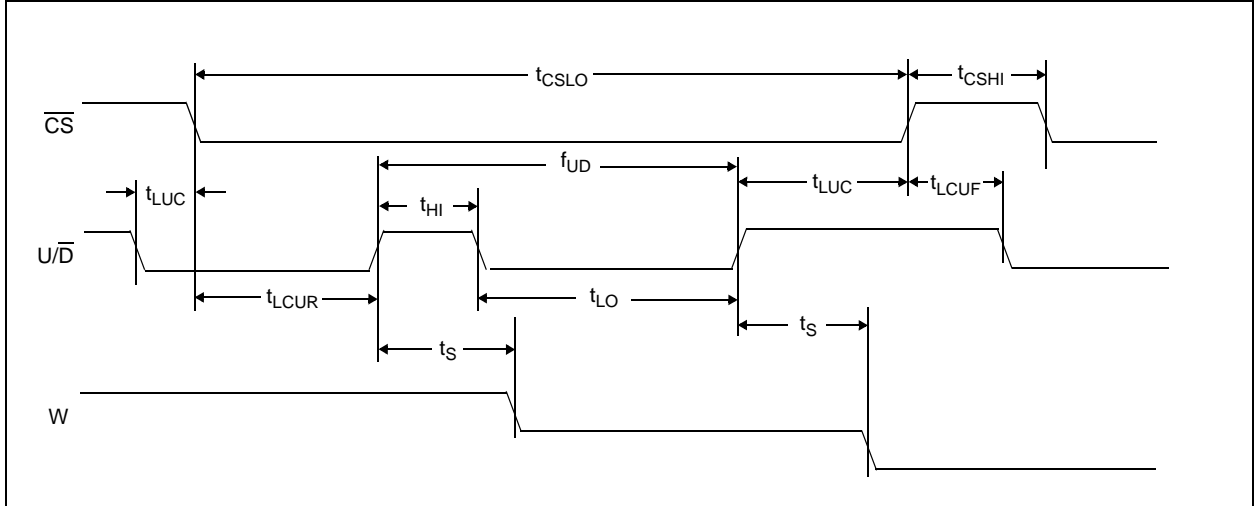 tCSLO
tCSHI
CS
fUD
tLUC
tHI
tLUC
tLCUF
U/D
tLCUR
tLO
tS
tS
W